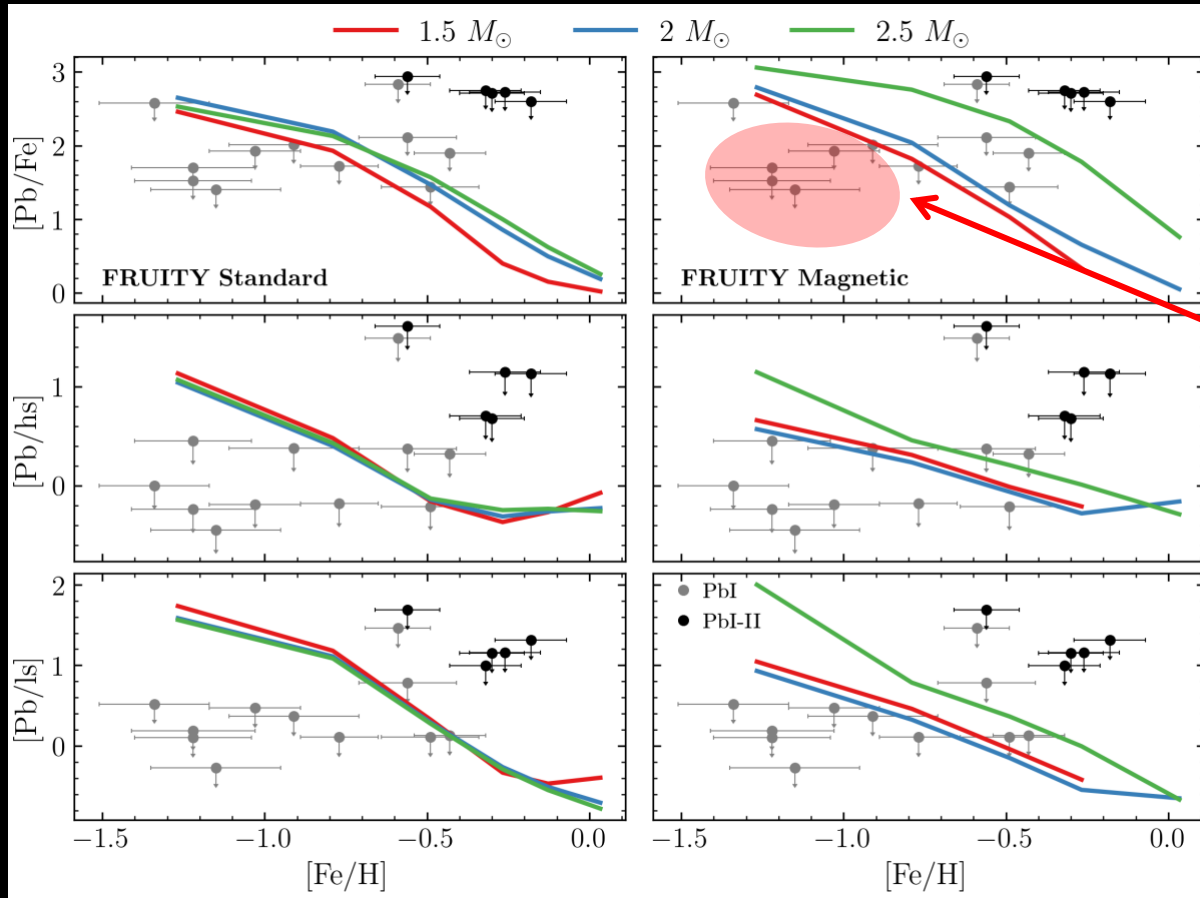 1.5 M⊙ 2 M⊙ 2.5 M⊙
3
2
1
0
[Pb/Fe]
FRUITY Standard
FRUITY Magnetic
1
0
[Pb/hs]
2
1
0
[Pb/ls]
PbI
PbI-II
−1.5 −1.0 −0.5 0.0
−1.5 −1.0 −0.5 0.0
[Fe/H]
[Fe/H]